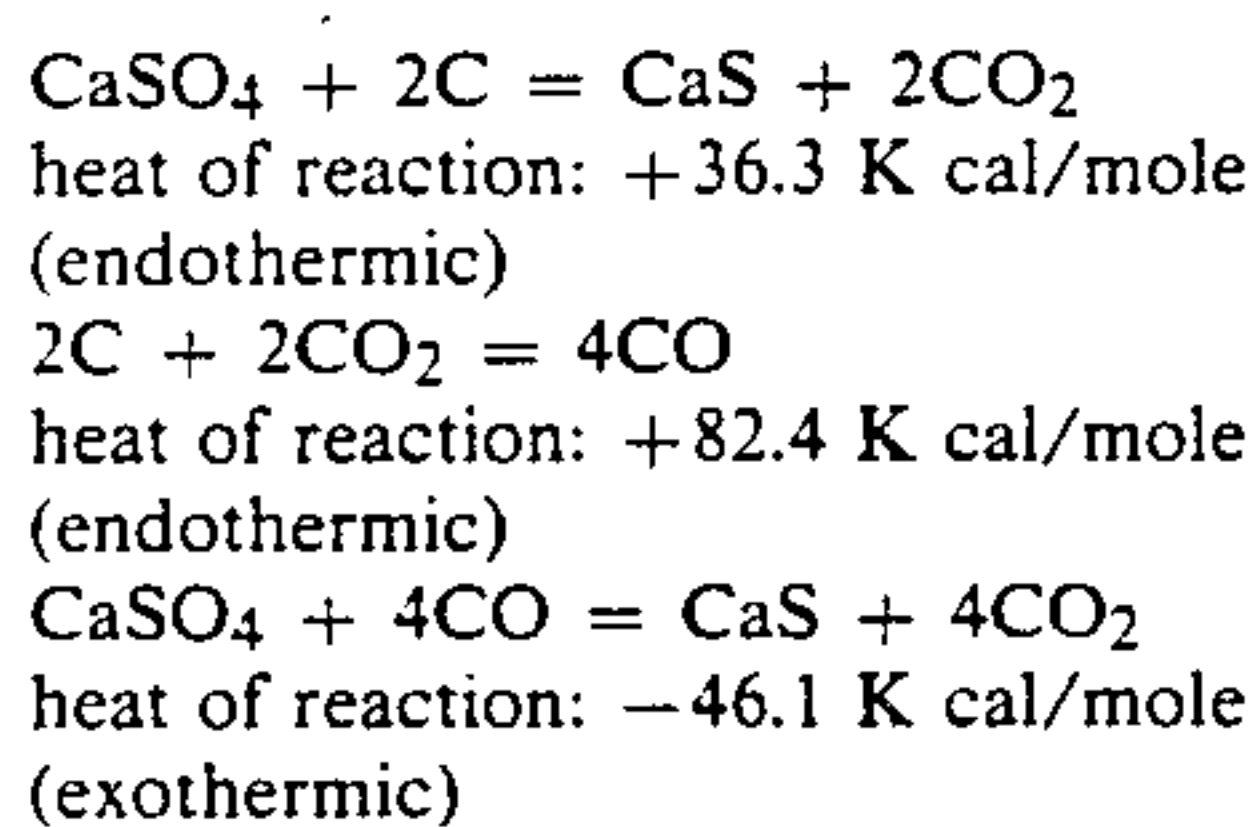 CaSO4 + 2C = CaS + 2CO2
heat of reaction: +36.3 K cal/mole
(endothermic)
2C + 2CO2 = 4CO
heat of reaction: +82.4 K cal/mole
(endothermic)
CaSO4 + 4CO = CaS + 4CO2
heat of reaction: −46.1 K cal/mole
(exothermic)